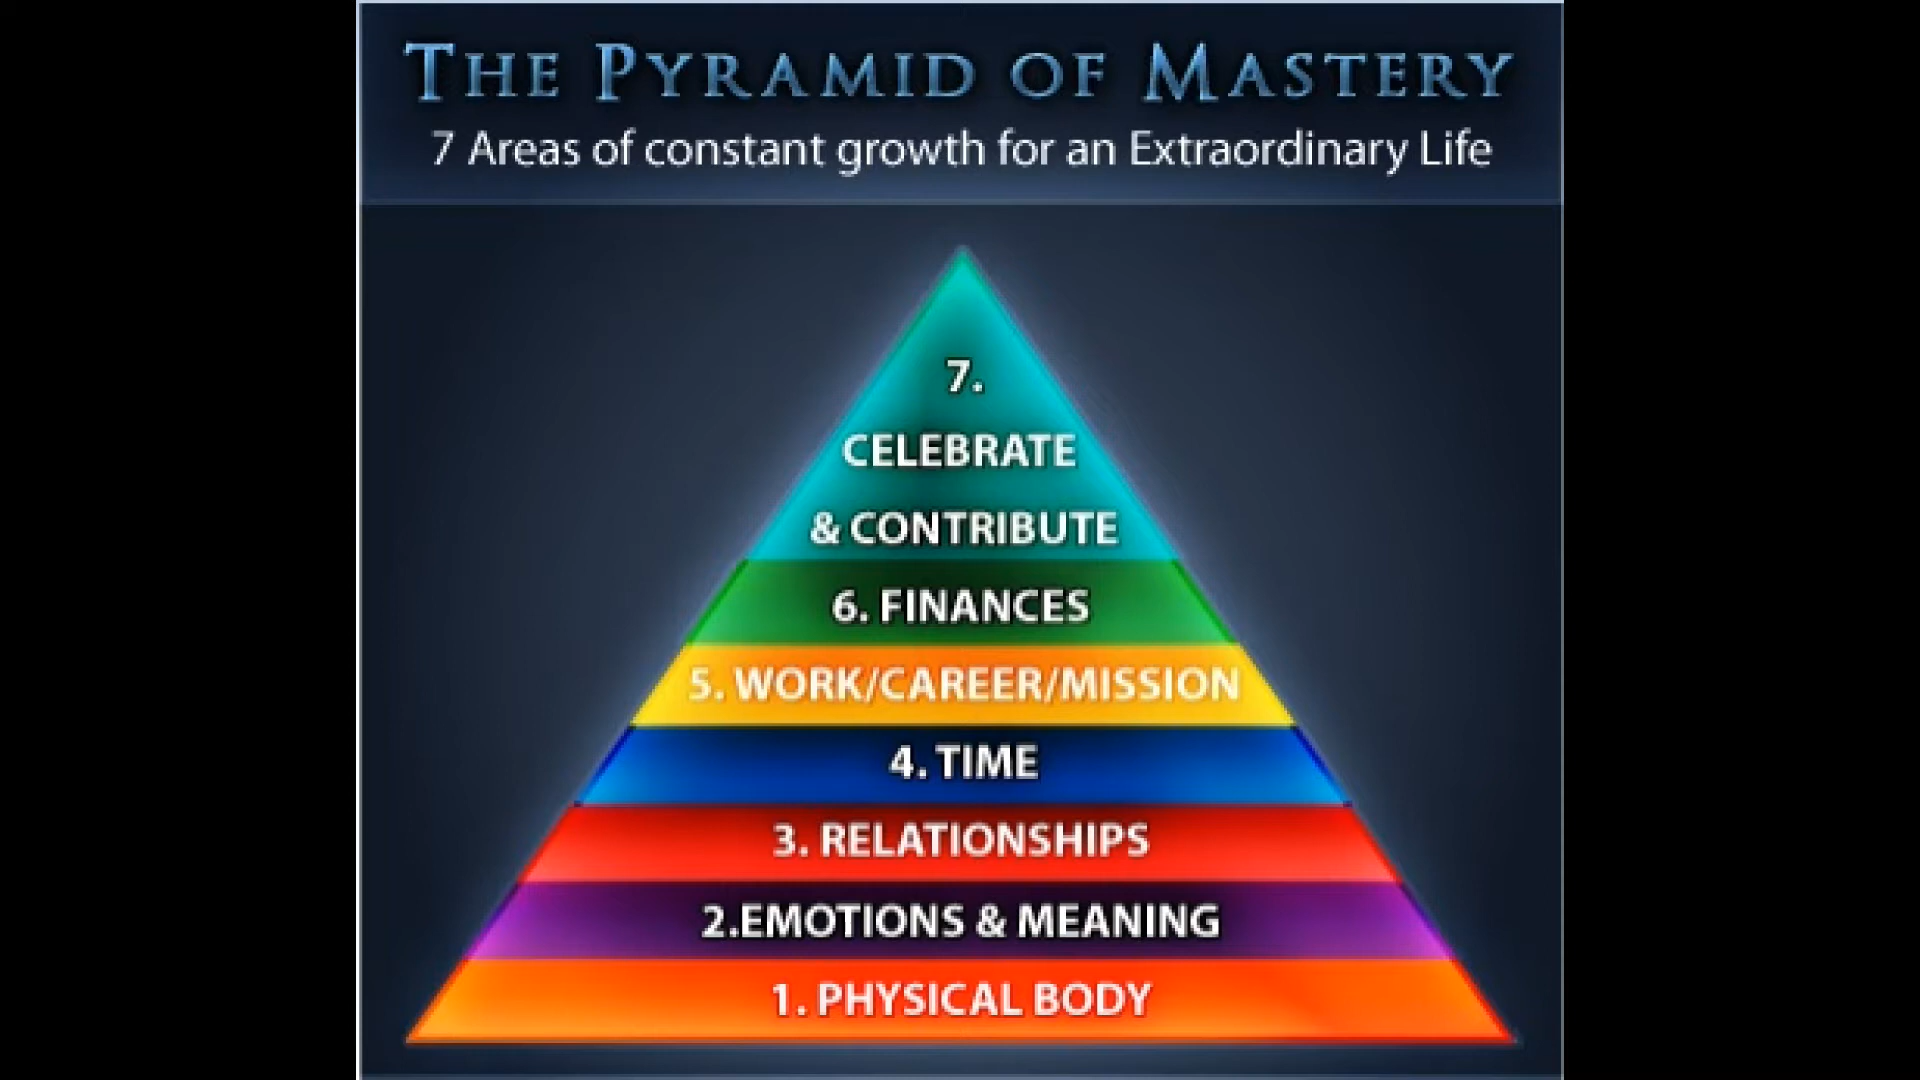 The Pyramid of Mastery
7 Areas of constant growth for an Extraordinary Life
7.
CELEBRATE
& CONTRIBUTE
6. FINANCES
5. WORK/CAREER/MISSION
4. TIME
3. RELATIONSHIPS
2.EMOTIONS & MEANING
1. PHYSICAL BODY